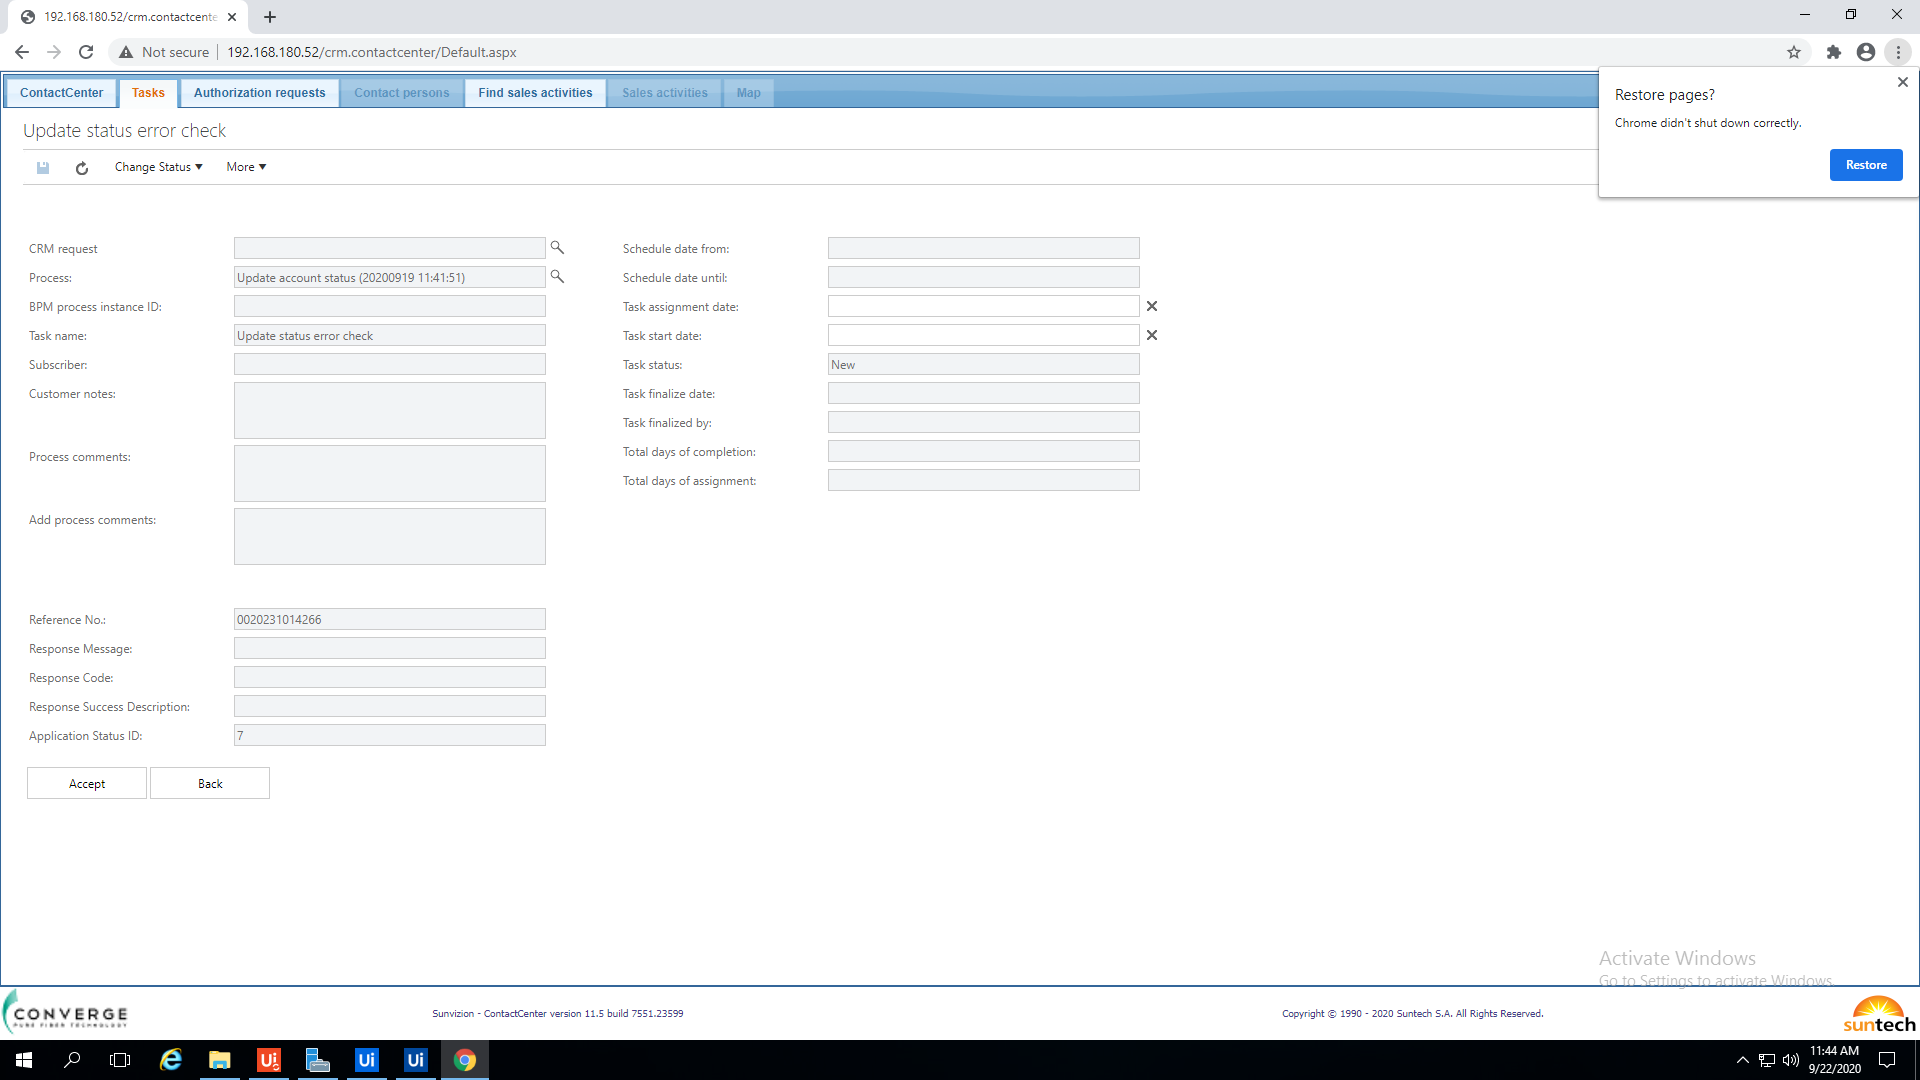 192.168.180.52/crm.contactcente
Not secure
192.168.180.52/crm.contactcenter/Default.aspx
ContactCenter
Tasks
Authorization requests
Contact persons
Find sales activities
Sales activities
Map
Restore pages?
Chrome didn't shut down correctly.
Restore
Update status error check
Change Status ▼
More ▼
CRM request
Process:
Update account status (20200919 11:41:51)
BPM process instance ID:
Task name:
Update status error check
Subscriber:
Customer notes:
Process comments:
Add process comments:
Schedule date from:
Schedule date until:
Task assignment date:
Task start date:
Task status:
New
Task finalize date:
Task finalized by:
Total days of completion:
Total days of assignment:
Reference No.:
0020231014266
Response Message:
Response Code:
Response Success Description:
Application Status ID:
7
Accept
Back
Activate Windows
Go to Settings to activate Windows.
CONVERGE
PURE FIBER TECHNOLOGY
Sunvizion - ContactCenter version 11.5 build 7551.23599
Copyright © 1990 - 2020 Suntech S.A. All Rights Reserved.
suntech
Ui
Ui
Ui
11:44 AM
9/22/2020